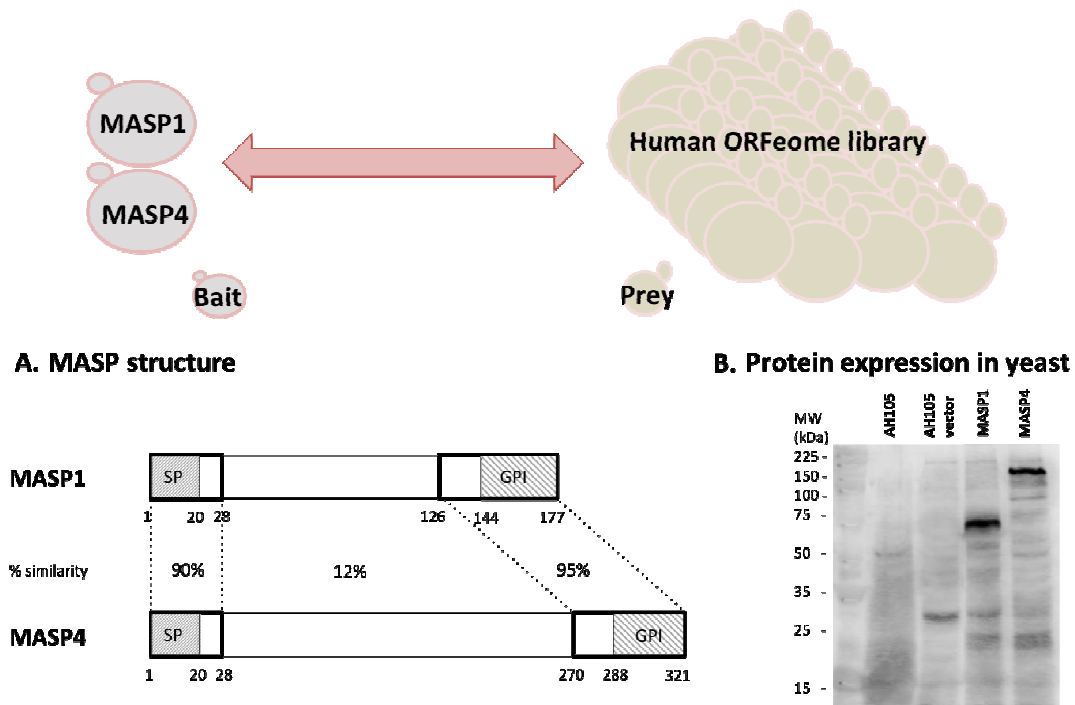 MASP1
MASP4
Human ORFeome library
Bait
Prey
A. MASP structure
MASP1
SP
GPI
1 20 28 126 144 177
% similarity 90% 12% 95%
MASP4
SP
GPI
1 20 28 270 288 321
B. Protein expression in yeast
MW
(kDa)
AH105
AH105
vector
MASP1
MASP4
225 -
150 -
100 -
75 -
50 -
35 -
25 -
15 -